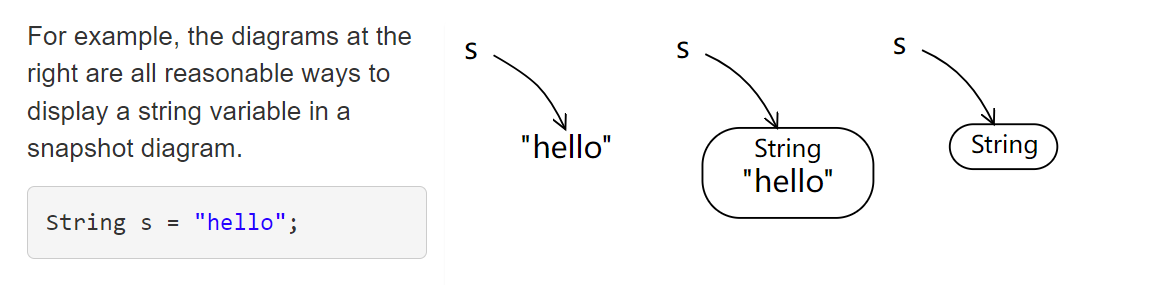 For example, the diagrams at the
right are all reasonable ways to
display a string variable in a
snapshot diagram.
String s = "hello";
s
"hello"
s
String
"hello"
s
String